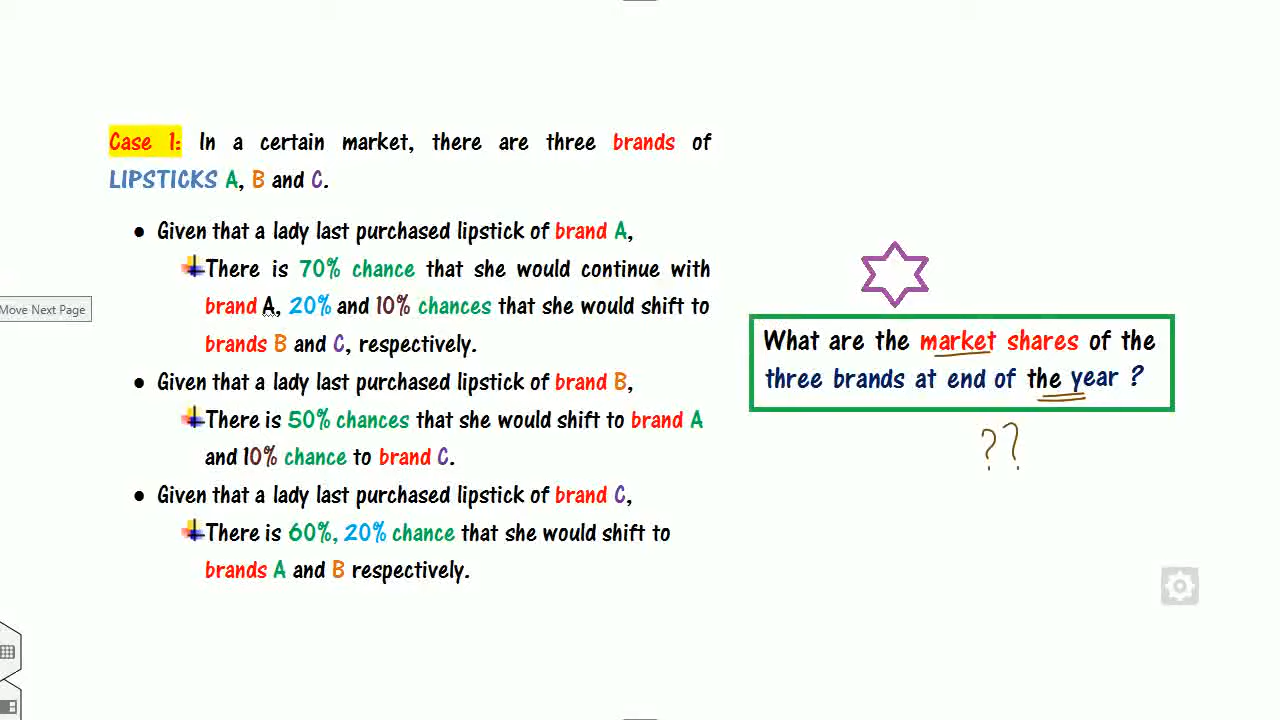 Case 1: In a certain market, there are three brands of
LIPSTICKS A, B and C.
• Given that a lady last purchased lipstick of brand A,
There is 70% chance that she would continue with
brand A, 20% and 10% chances that she would shift to
brands B and C, respectively.
• Given that a lady last purchased lipstick of brand B,
There is 50% chances that she would shift to brand A
and 10% chance to brand C.
• Given that a lady last purchased lipstick of brand C,
There is 60%, 20% chance that she would shift to
brands A and B respectively.
Move Next Page
What are the market shares of the
three brands at end of the year ?
??